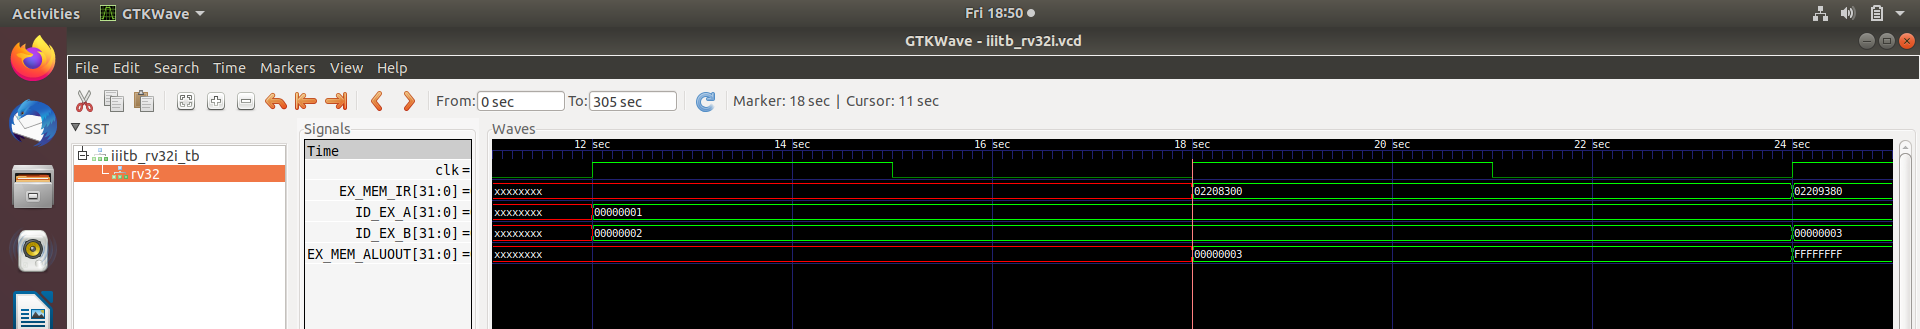 Activities GTKWave Fri 18:50
GTKWave - iiitb_rv32i.vcd
File Edit Search Time Markers View Help
From: 0 sec To: 305 sec Marker: 18 sec | Cursor: 11 sec
SST
iiitb_rv32i_tb
rv32
Signals
Time
clk =
EX_MEM_IR[31:0] =
ID_EX_A[31:0] =
ID_EX_B[31:0] =
EX_MEM_ALUOUT[31:0] =
Waves
12 sec 14 sec 16 sec 18 sec 20 sec 22 sec 24 sec
xxxxxxxx 02208300 02209380
xxxxxxxx 00000001
xxxxxxxx 00000002 00000003
xxxxxxxx 00000003 FFFFFFFF